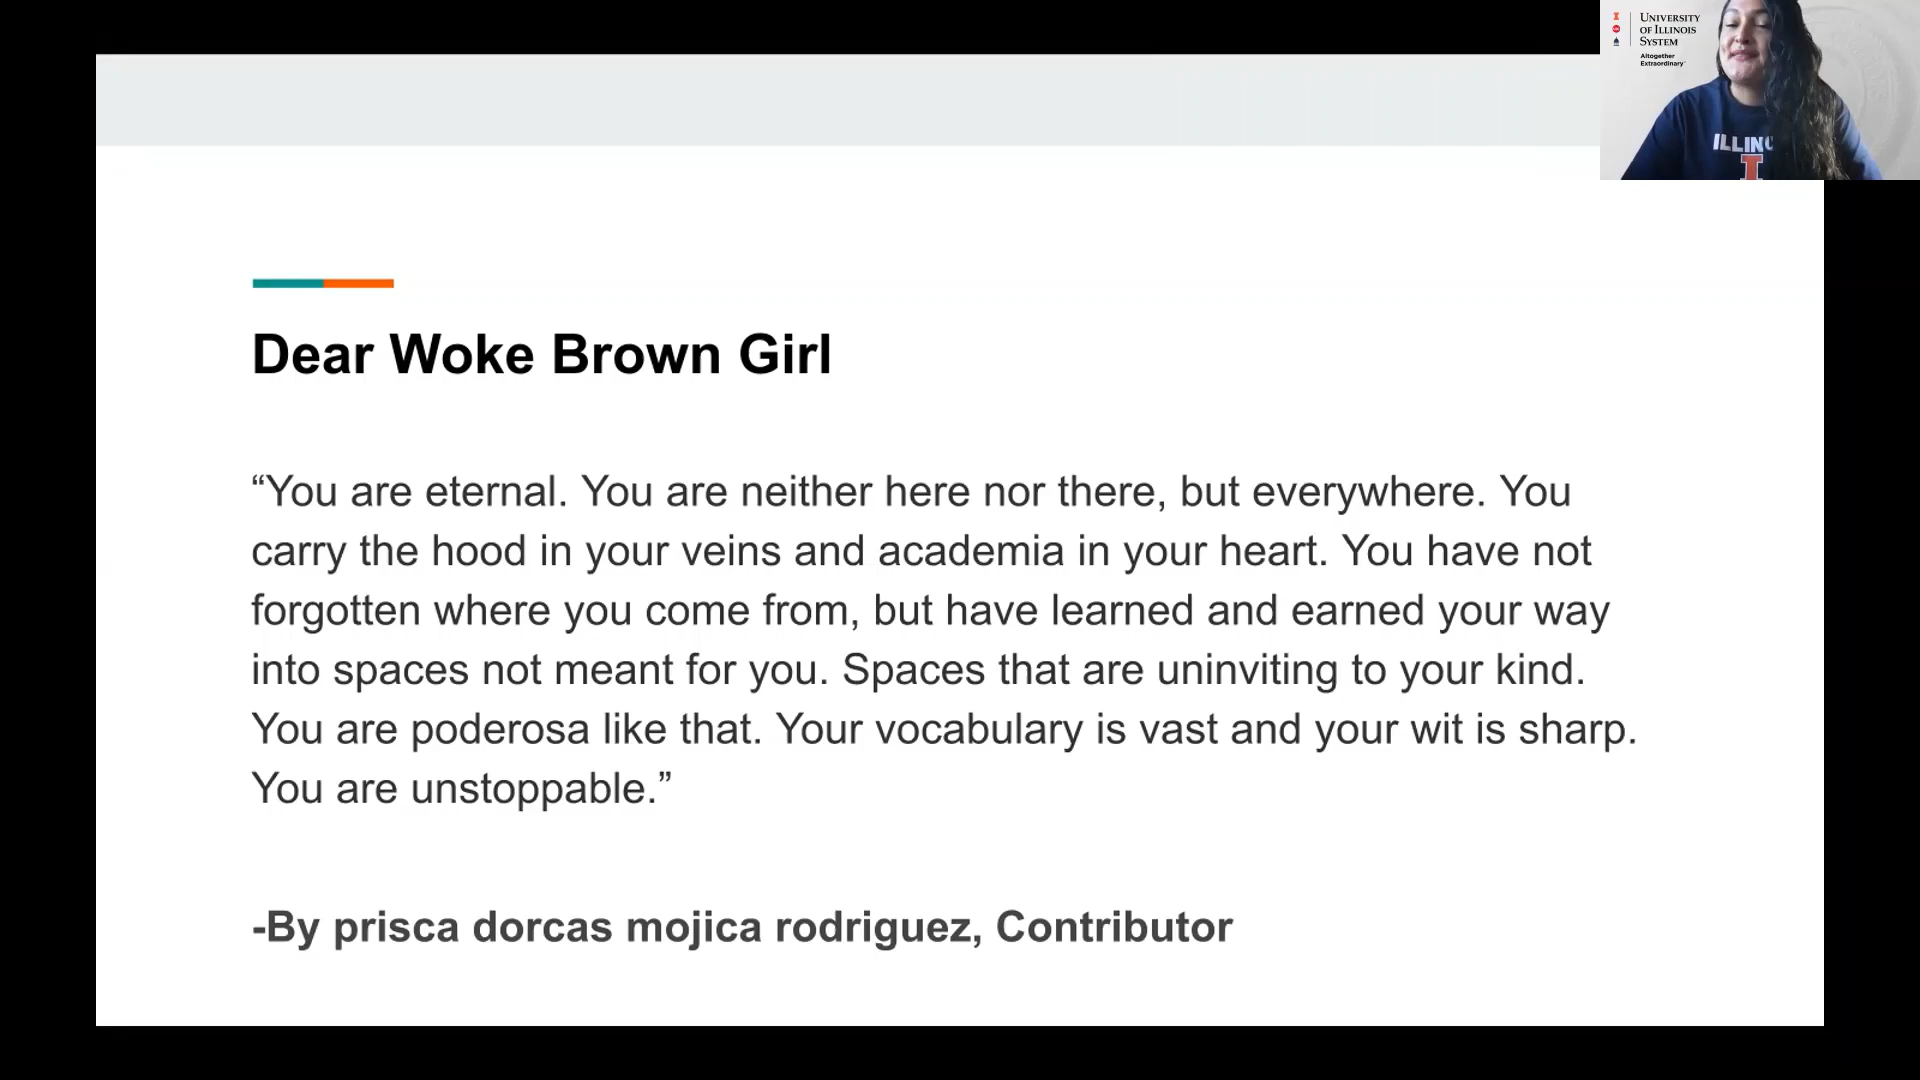 UNIVERSITY
OF ILLINOIS
SYSTEM
Altogether
Extraordinary
Dear Woke Brown Girl
“You are eternal. You are neither here nor there, but everywhere. You
carry the hood in your veins and academia in your heart. You have not
forgotten where you come from, but have learned and earned your way
into spaces not meant for you. Spaces that are uninviting to your kind.
You are poderosa like that. Your vocabulary is vast and your wit is sharp.
You are unstoppable.”
-By prisca dorcas mojica rodriguez, Contributor